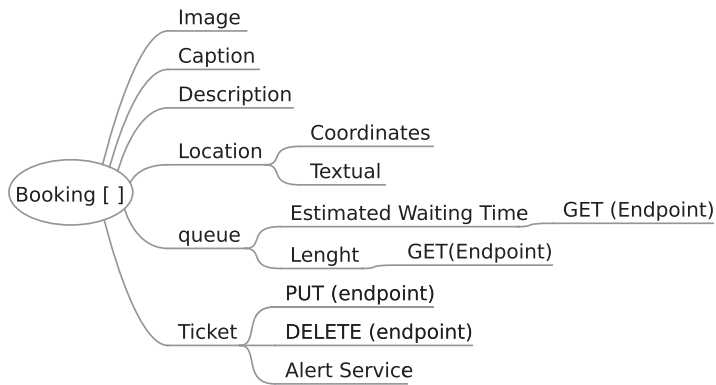 Image
Caption
Description
Location
Coordinates
Textual
Booking [ ]
queue
Estimated Waiting Time
GET (Endpoint)
Lenght
GET(Endpoint)
Ticket
PUT (endpoint)
DELETE (endpoint)
Alert Service